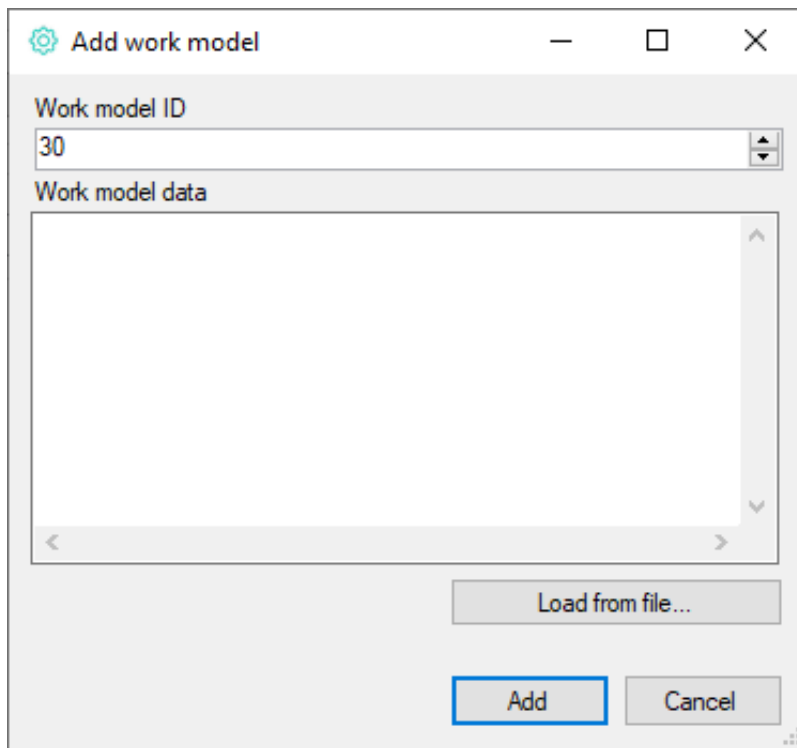 Add work model
Work model ID
30
Work model data
Load from file...
Add
Cancel